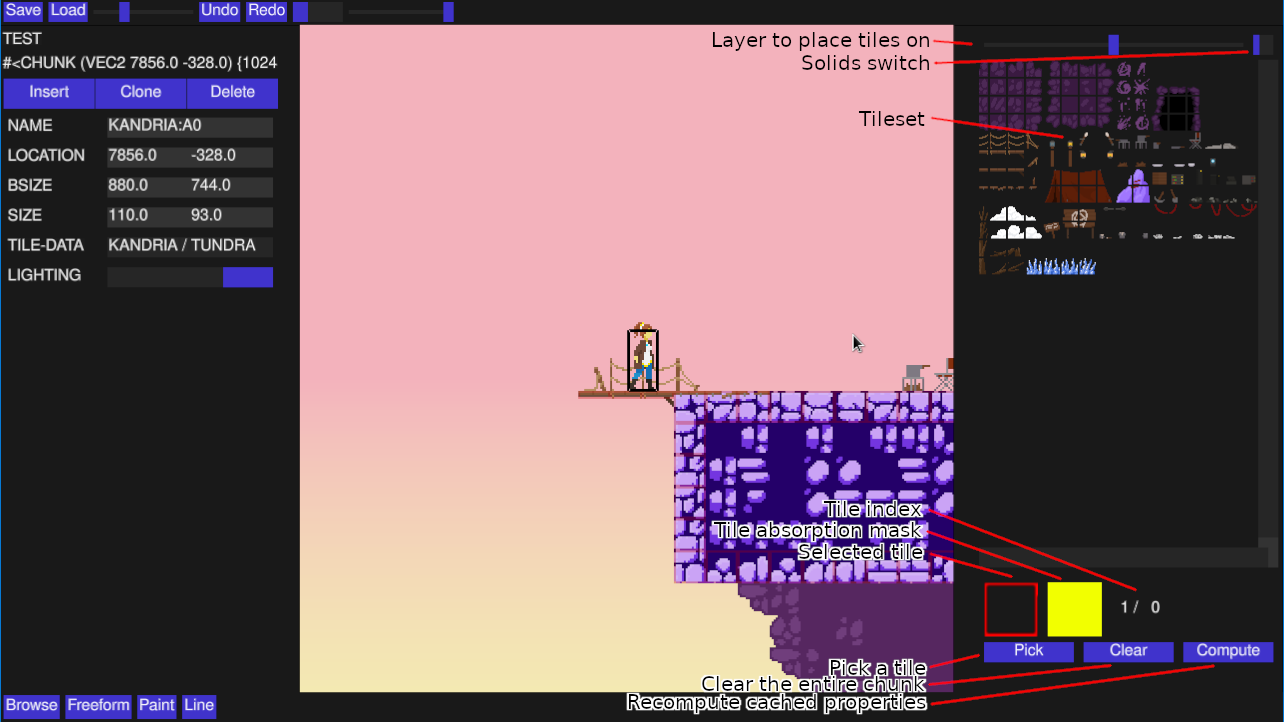 Save Load Undo Redo
TEST
#<CHUNK (VEC2 7856.0 -328.0) {1024
Insert Clone Delete
NAME KANDRIA:A0
LOCATION 7856.0 -328.0
BSIZE 880.0 744.0
SIZE 110.0 93.0
TILE-DATA KANDRIA / TUNDRA
LIGHTING
Layer to place tiles on
Solids switch
Tileset
Tile index
Tile absorption mask
Selected tile
1 / 0
Pick Clear Compute
Pick a tile
Clear the entire chunk
Recompute cached properties
Browse Freeform Paint Line